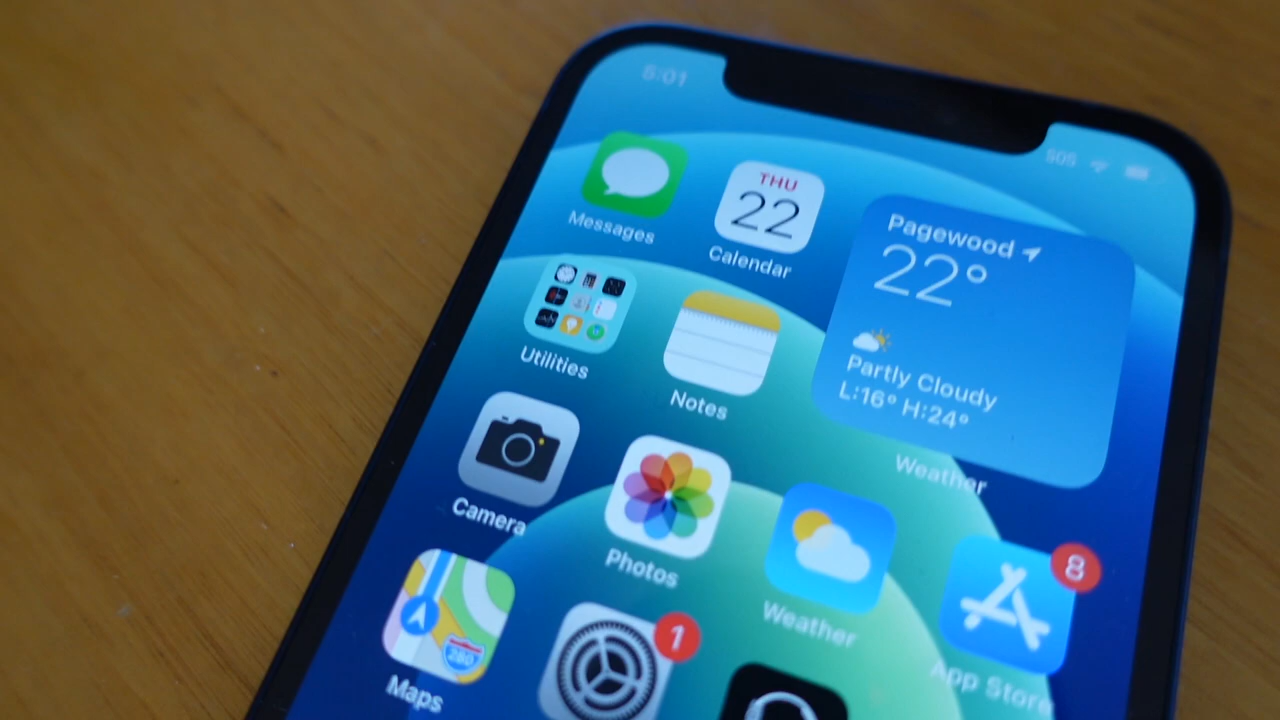 5:01
SOS
THU
22
Messages
Calendar
Pagewood
22°
Partly Cloudy
L:16° H:24°
Weather
Utilities
Notes
Camera
Photos
Weather
8
App Store
280
Maps
1